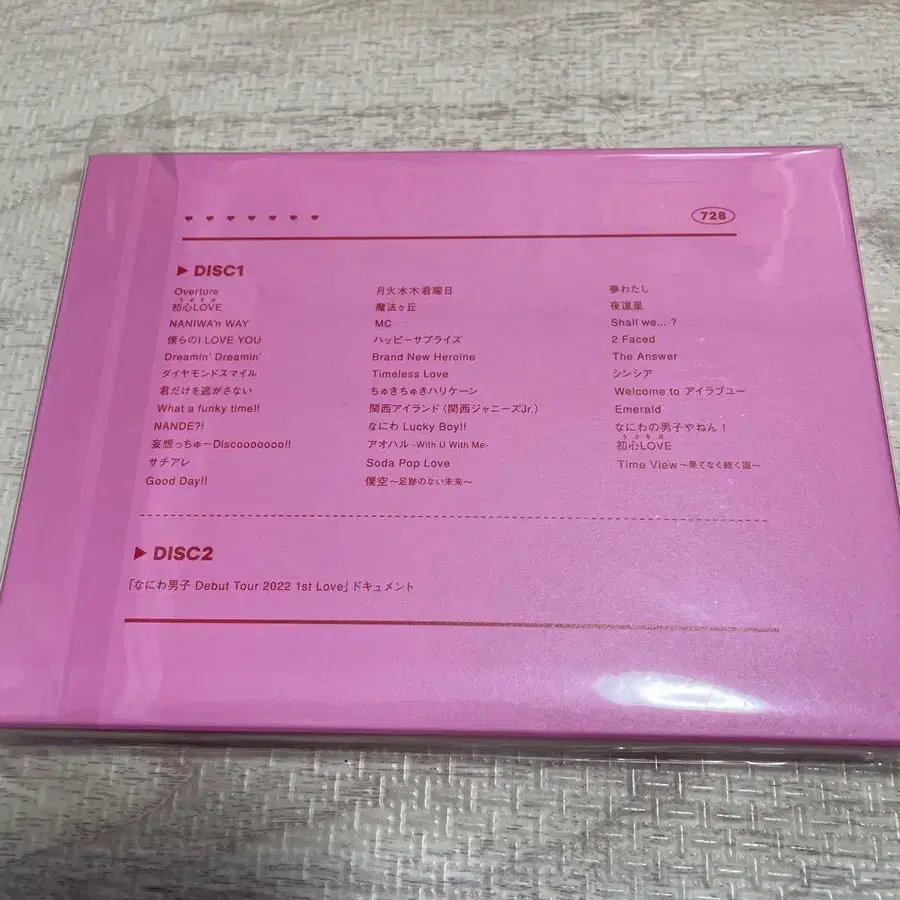 728
▶ DISC1
Overture
うぶらぶ
初心LOVE
NANIWA'n WAY
僕らのI LOVE YOU
Dreamin' Dreamin'
ダイヤモンドスマイル
君だけを逃がさない
What a funky time!!
NANDE?!
妄想っちゅーDiscooooooo!!
サチアレ
Good Day!!
月火水木君曜日
魔法ヶ丘
MC
ハッピーサプライズ
Brand New Heroine
Timeless Love
ちゅきちゅきハリケーン
関西アイランド（関西ジャニーズJr.）
なにわ Lucky Boy!!
アオハル -With U With Me-
Soda Pop Love
僕空～足跡のない未来～
夢わたし
夜這星
Shall we... ?
2 Faced
The Answer
シンシア
Welcome to アイラブユー
Emerald
なにわの男子やねん！
うぶらぶ
初心LOVE
Time View～果てなく続く道～
▶ DISC2
「なにわ男子 Debut Tour 2022 1st Love」ドキュメント